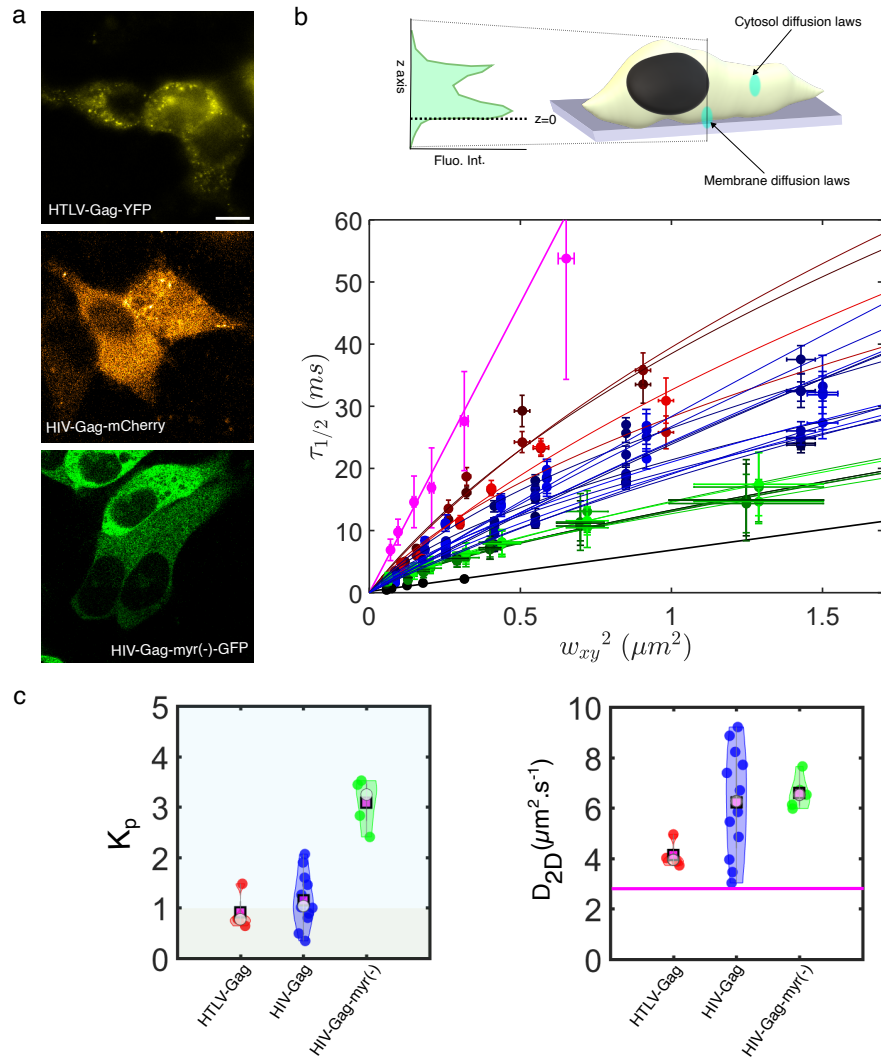 a
HTLV-Gag-YFP
HIV-Gag-mCherry
HIV-Gag-myr(-)-GFP
b
z axis
Fluo. Int.
z=0
Cytosol diffusion laws
Membrane diffusion laws
60
50
40
30
20
10
0
τ1/2 (ms)
0
0.5
1
1.5
wxy² (μm²)
c
5
4
3
2
1
0
Kp
HTLV-Gag
HIV-Gag
HIV-Gag-myr(-)
10
8
6
4
2
0
D2D(μm².s⁻¹)
HTLV-Gag
HIV-Gag
HIV-Gag-myr(-)